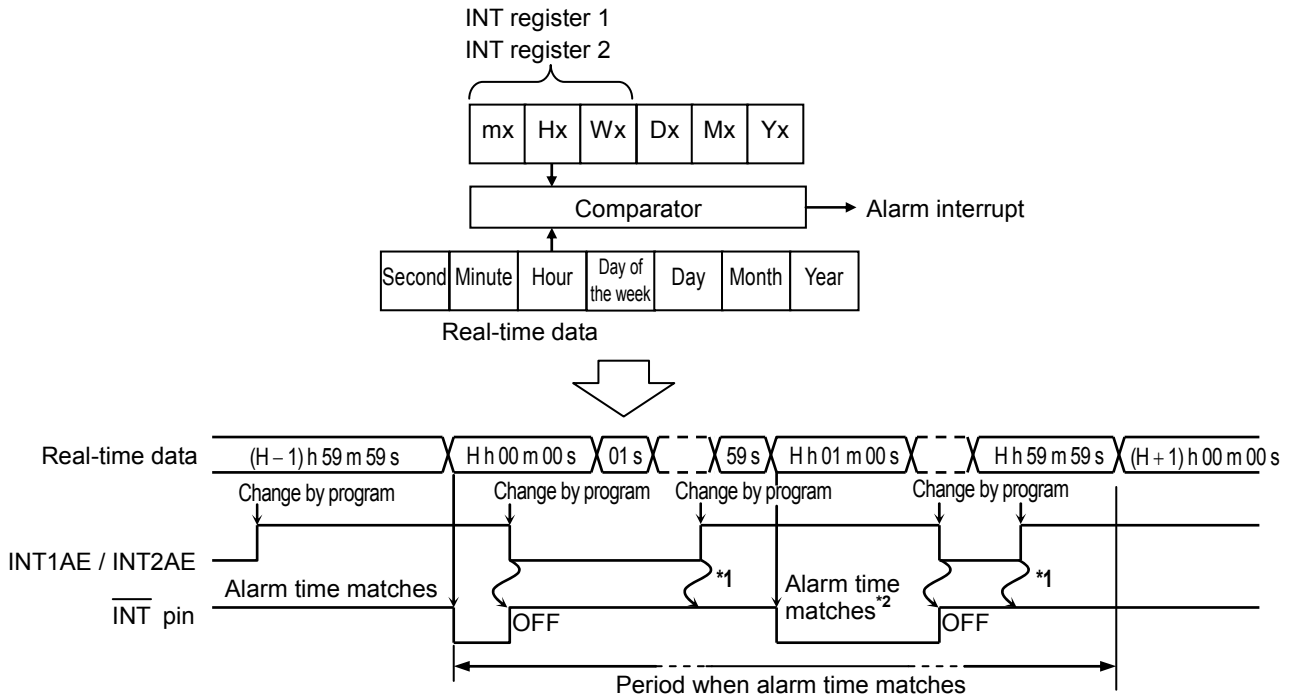 INT register 1
INT register 2
mx Hx Wx Dx Mx Yx
Comparator
Alarm interrupt
Second Minute Hour Day of the week Day Month Year
Real-time data
Real-time data
(H − 1) h 59 m 59 s H h 00 m 00 s 01 s 59 s H h 01 m 00 s H h 59 m 59 s (H + 1) h 00 m 00 s
Change by program Change by program Change by program Change by program
INT1AE / INT2AE
*1 *1
Alarm time matches
Alarm time
matches*2
INT pin
OFF OFF
Period when alarm time matches